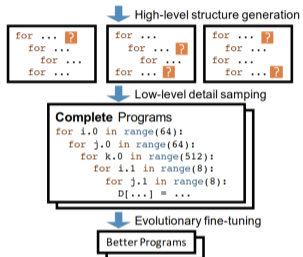 High-level structure generation
for ... ? for ... for ... ?
for ... for ... ? for ...
for ... for ... for ...
for ... for ... ? for ... ?
Low-level detail sampling
Complete Programs
for i.0 in range(64):
for j.0 in range(64):
for k.0 in range(512):
for i.1 in range(8):
for j.1 in range(8):
D[...] = ...
Evolutionary fine-tuning
Better Programs